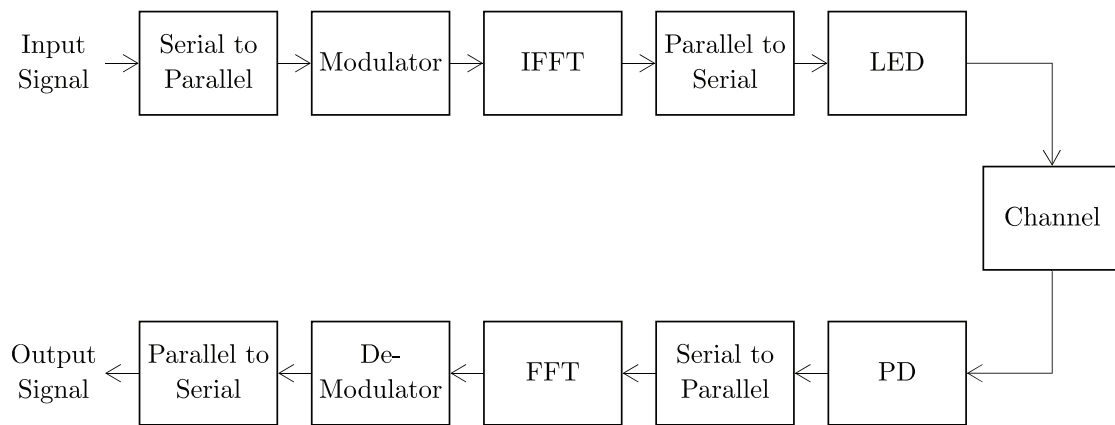 Input
Signal
Serial to
Parallel
Modulator
IFFT
Parallel to
Serial
LED
Channel
Output
Signal
Parallel to
Serial
De-
Modulator
FFT
Serial to
Parallel
PD